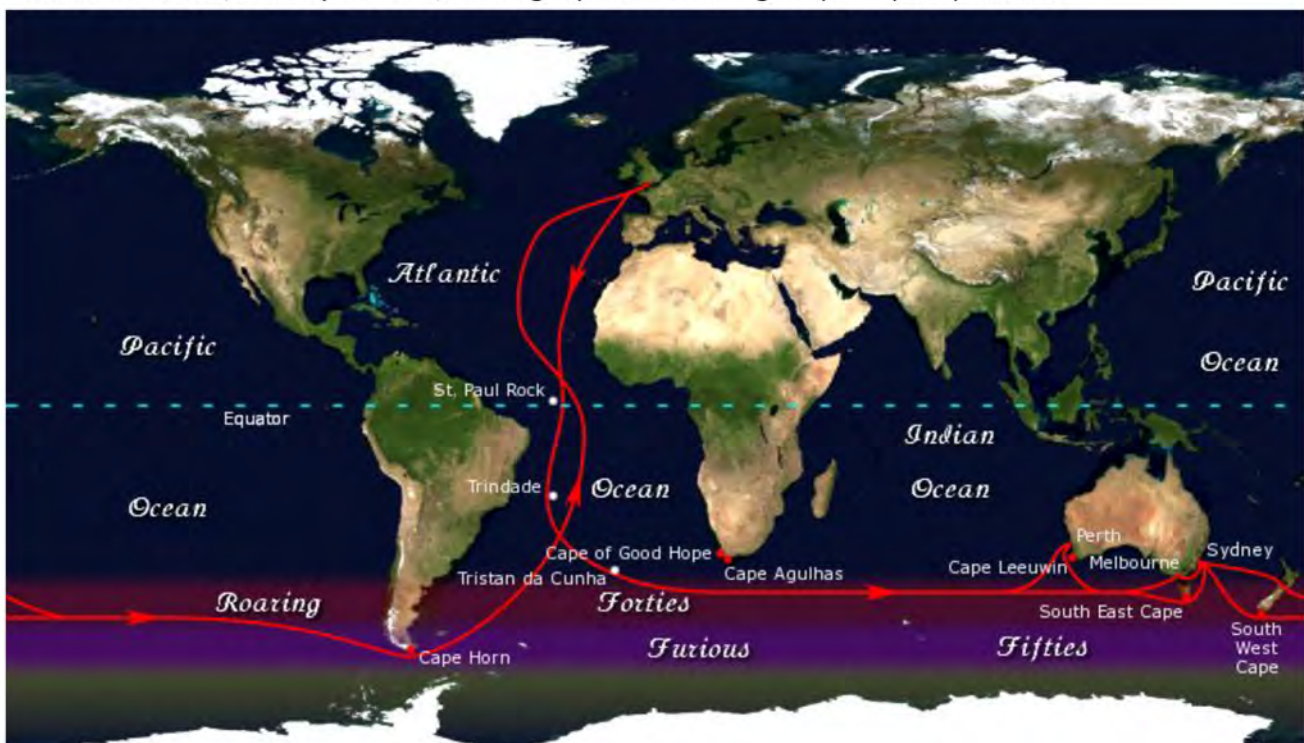 Atlantic
Pacific
Pacific
Ocean
St. Paul Rock
Equator
Indian
Trindade
Ocean
Ocean
Ocean
Cape of Good Hope
Perth
Sydney
Tristan da Cunha
Cape Agulhas
Cape Leeuwin
Melbourne
Roaring
Forties
South East Cape
Furious
Fifties
South
West
Cape
Cape Horn